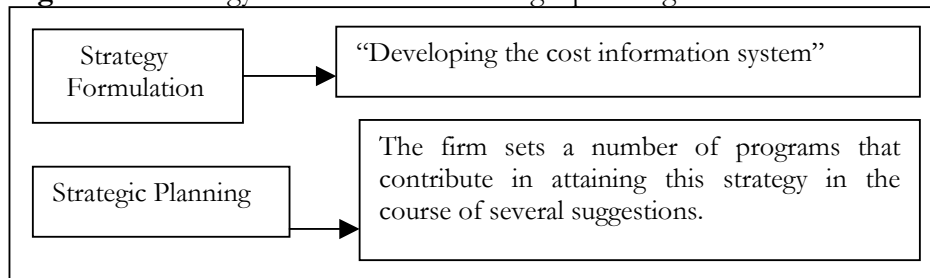 Strategy
Formulation
“Developing the cost information system”
Strategic Planning
The firm sets a number of programs that
contribute in attaining this strategy in the
course of several suggestions.